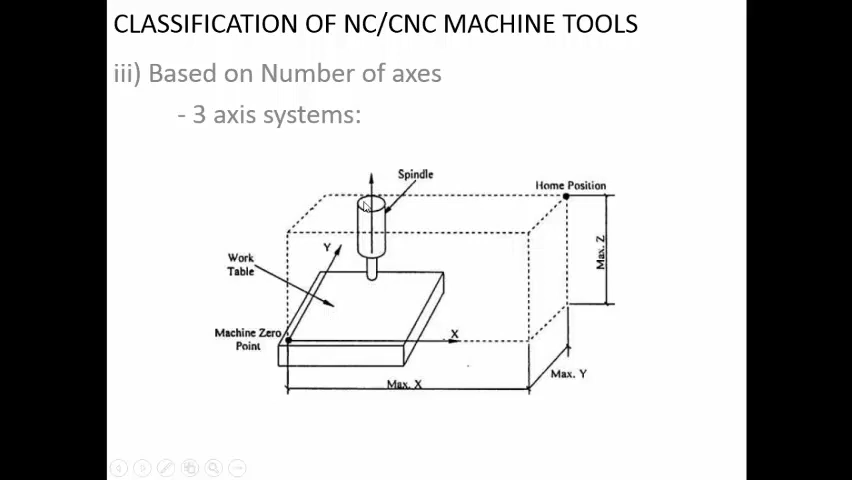 CLASSIFICATION OF NC/CNC MACHINE TOOLS
iii) Based on Number of axes
- 3 axis systems:
Spindle
Home Position
Y
Work
Table
Max. Z
Machine Zero
Point
X
Max. Y
Max. X